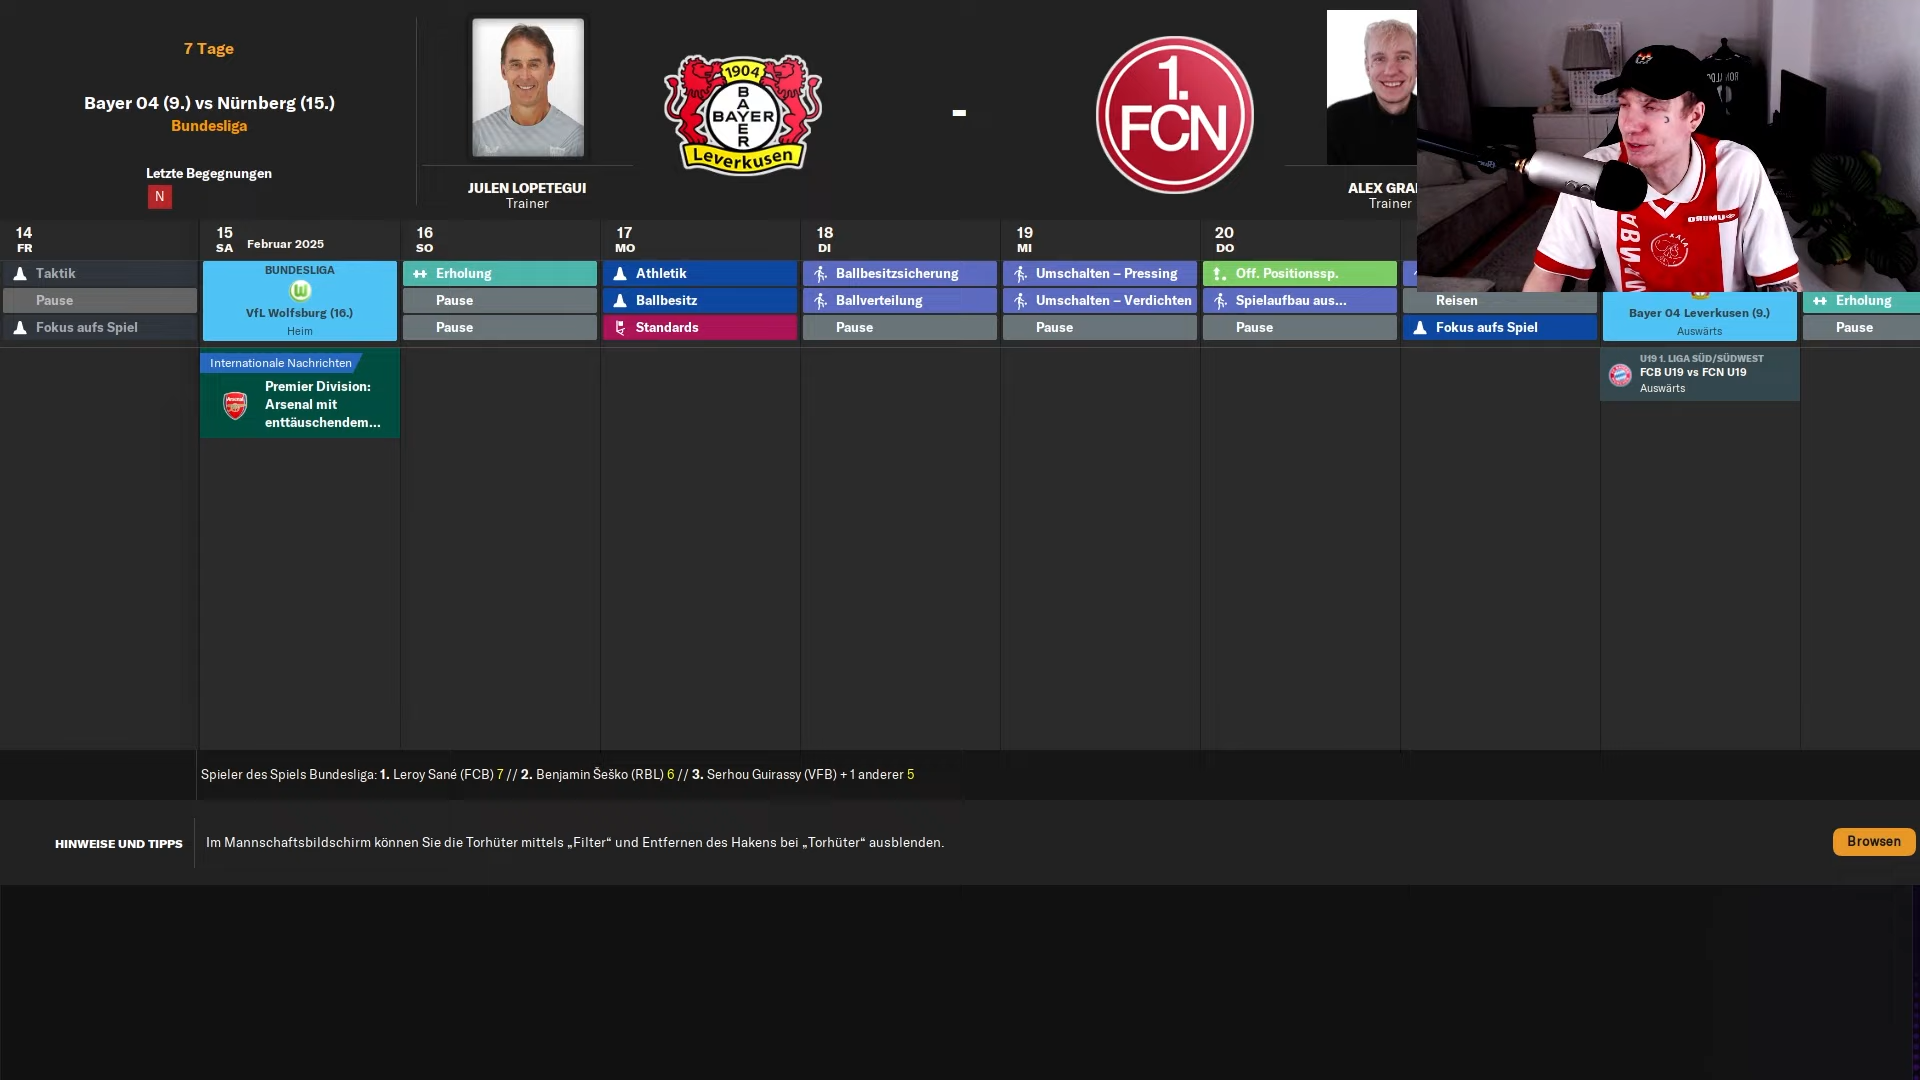 7 Tage
Bayer 04 (9.) vs Nürnberg (15.)
Bundesliga
Letzte Begegnungen
N
JULEN LOPETEGUI
Trainer
1904
BAYER
BAYER
Leverkusen
-
1.
FCN
ALEX GRA
Trainer
14
FR
15
SA
Februar 2025
16
SO
17
MO
18
DI
19
MI
20
DO
Taktik
Pause
Fokus aufs Spiel
BUNDESLIGA
VfL Wolfsburg (16.)
Heim
Erholung
Pause
Pause
Athletik
Ballbesitz
Standards
Ballbesitzsicherung
Ballverteilung
Pause
Umschalten – Pressing
Umschalten – Verdichten
Pause
Off. Positionssp.
Spielaufbau aus...
Pause
Reisen
Fokus aufs Spiel
Bayer 04 Leverkusen (9.)
Auswärts
Erholung
Pause
Internationale Nachrichten
Premier Division:
Arsenal mit
enttäuschendem...
U19 1. LIGA SÜD/SÜDWEST
FCB U19 vs FCN U19
Auswärts
Spieler des Spiels Bundesliga: 1. Leroy Sané (FCB) 7 // 2. Benjamin Šeško (RBL) 6 // 3. Serhou Guirassy (VFB) + 1 anderer 5
HINWEISE UND TIPPS
Im Mannschaftsbildschirm können Sie die Torhüter mittels „Filter“ und Entfernen des Hakens bei „Torhüter“ ausblenden.
Browsen